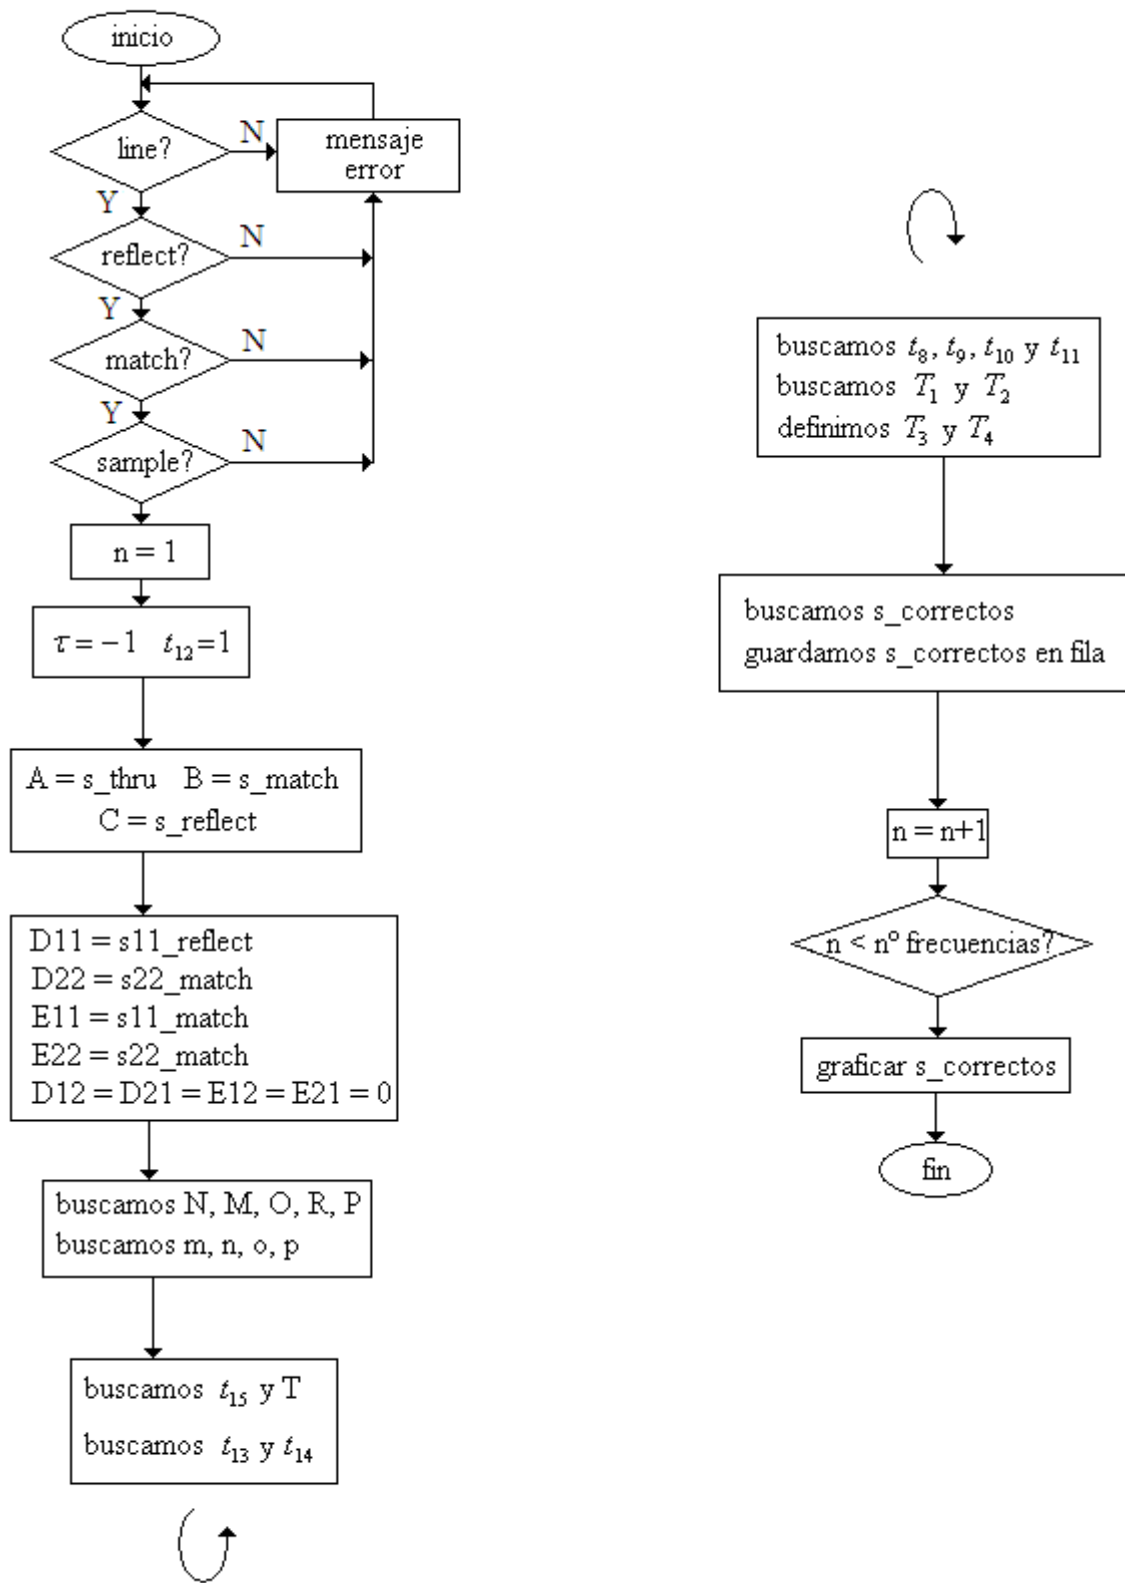 inicio
line?
N
mensaje
error
Y
reflect?
N
Y
match?
N
Y
sample?
N
n = 1
τ = −1 t₁₂=1
A = s_thru B = s_match
C = s_reflect
D11 = s11_reflect
D22 = s22_match
E11 = s11_match
E22 = s22_match
D12 = D21 = E12 = E21 = 0
buscamos N, M, O, R, P
buscamos m, n, o, p
buscamos t₁₅ y T
buscamos t₁₃ y t₁₄
buscamos t₈, t₉, t₁₀ y t₁₁
buscamos T₁ y T₂
definimos T₃ y T₄
buscamos s_correctos
guardamos s_correctos en fila
n = n+1
n < nº frecuencias?
graficar s_correctos
fin